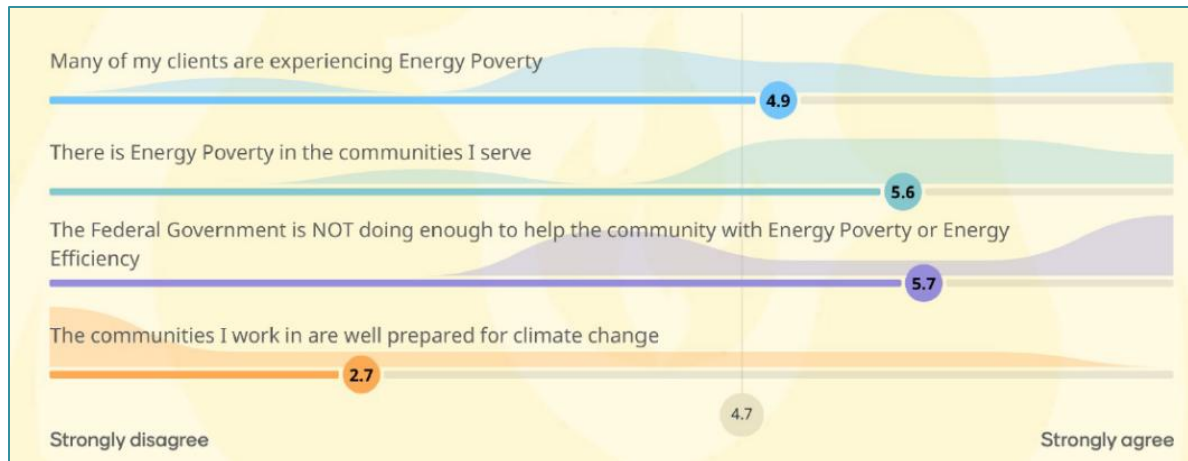 Many of my clients are experiencing Energy Poverty
4.9
There is Energy Poverty in the communities I serve
5.6
The Federal Government is NOT doing enough to help the community with Energy Poverty or Energy
Efficiency
5.7
The communities I work in are well prepared for climate change
2.7
4.7
Strongly disagree
Strongly agree